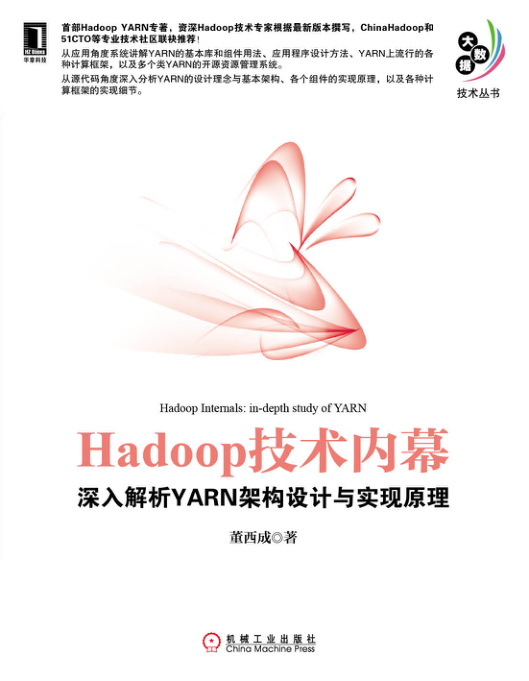 首部Hadoop YARN专著，资深Hadoop技术专家根据最新版本撰写，ChinaHadoop和
51CTO等专业技术社区联袂推荐！
从应用角度系统讲解YARN的基本库和组件用法、应用程序设计方法、YARN上流行的各
种计算框架，以及多个类YARN的开源资源管理系统。
从源代码角度深入分析YARN的设计理念与基本架构、各个组件的实现原理，以及各种计
算框架的实现细节。
HZ Books
华章科技
大数据
技术丛书
Hadoop Internals: in-depth study of YARN
Hadoop技术内幕
深入解析YARN架构设计与实现原理
董西成◎著
机械工业出版社
China Machine Press